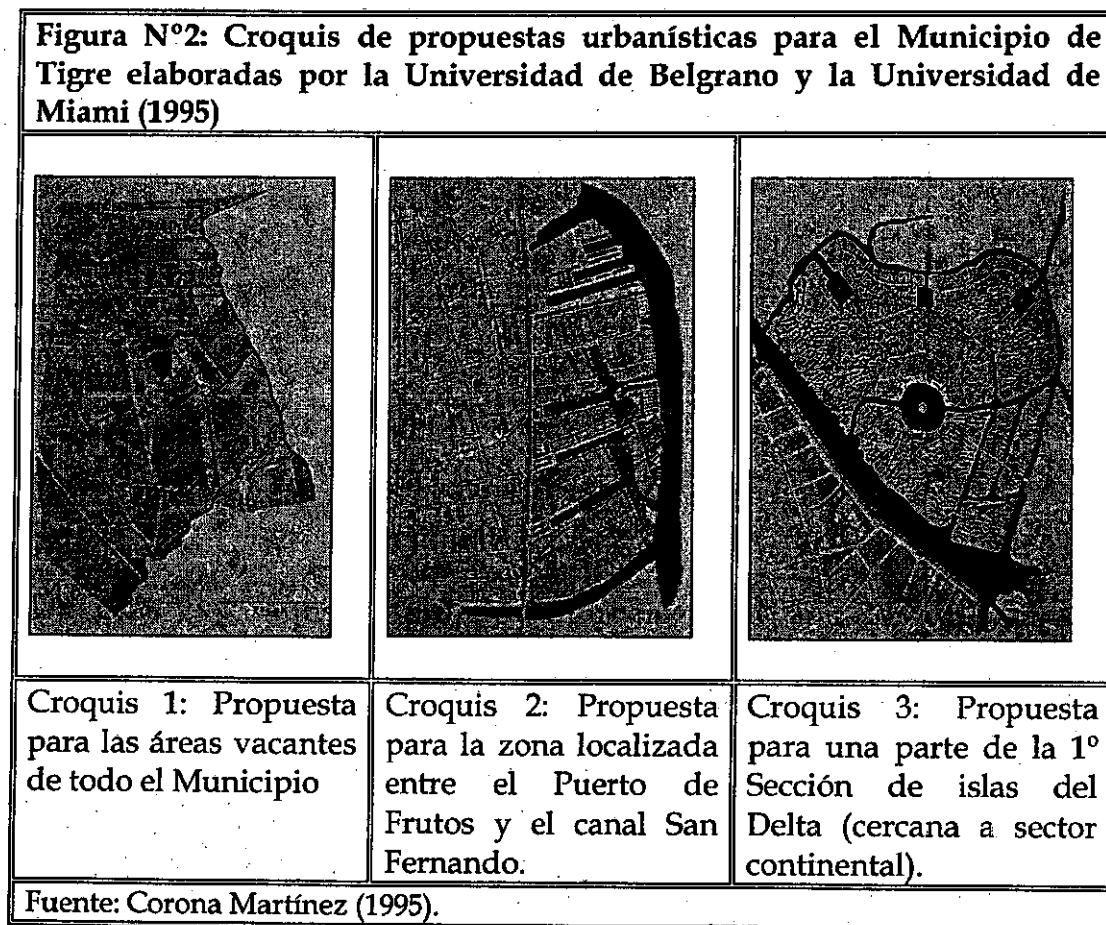 Figura Nº2: Croquis de propuestas urbanísticas para el Municipio de
Tigre elaboradas por la Universidad de Belgrano y la Universidad de
Miami (1995)
Croquis 1: Propuesta
para las áreas vacantes
de todo el Municipio
Croquis 2: Propuesta
para la zona localizada
entre el Puerto de
Frutos y el canal San
Fernando.
Croquis 3: Propuesta
para una parte de la 1º
Sección de islas del
Delta (cercana a sector
continental).
Fuente: Corona Martínez (1995).